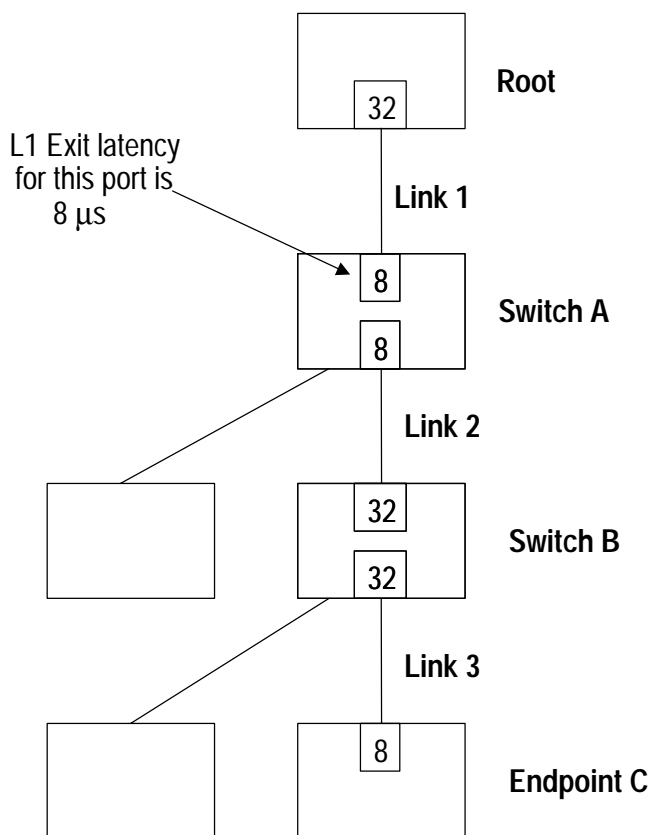 Root
32
L1 Exit latency
for this port is
8 μs
Link 1
8
Switch A
8
Link 2
32
Switch B
32
Link 3
8
Endpoint C